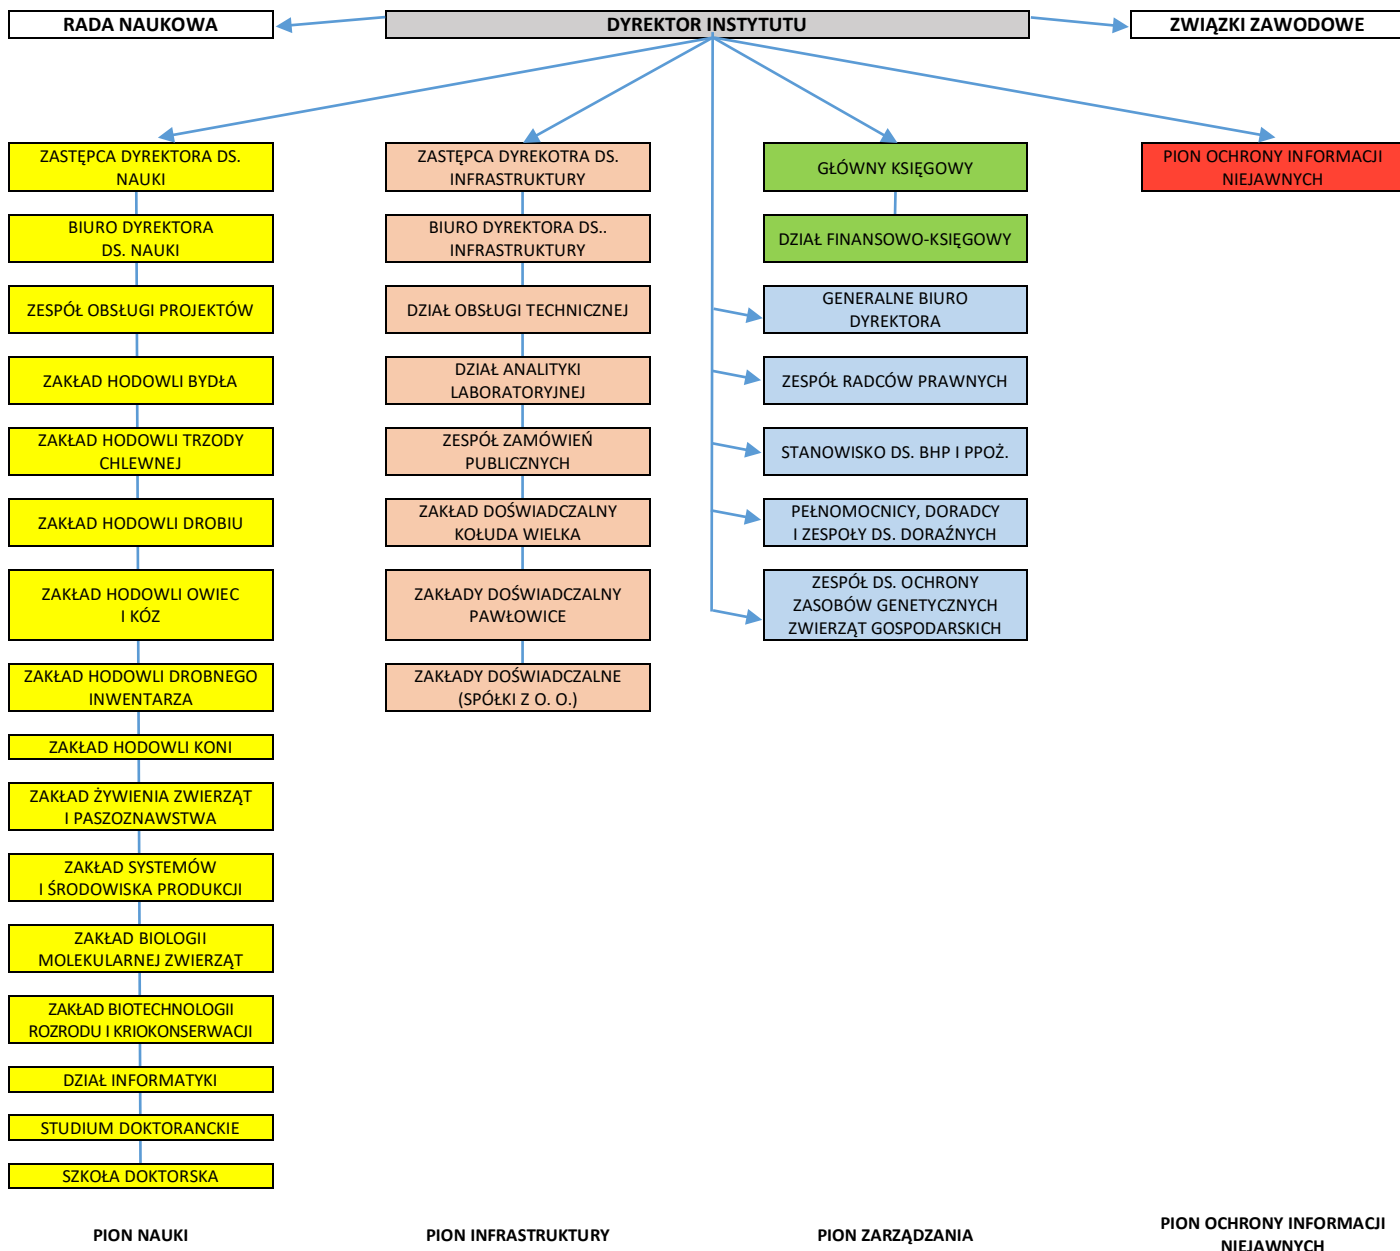 RADA NAUKOWA
DYREKTOR INSTYTUTU
ZWIĄZKI ZAWODOWE
ZASTĘPCA DYREKTORA DS.
NAUKI
BIURO DYREKTORA
DS. NAUKI
ZESPÓŁ OBSŁUGI PROJEKTÓW
ZAKŁAD HODOWLI BYDŁA
ZAKŁAD HODOWLI TRZODY
CHLEWNEJ
ZAKŁAD HODOWLI DROBIU
ZAKŁAD HODOWLI OWIEC
I KÓZ
ZAKŁAD HODOWLI DROBNEGO
INWENTARZA
ZAKŁAD HODOWLI KONI
ZAKŁAD ŻYWIENIA ZWIERZĄT
I PASZOZNAWSTWA
ZAKŁAD SYSTEMÓW
I ŚRODOWISKA PRODUKCJI
ZAKŁAD BIOLOGII
MOLEKULARNEJ ZWIERZĄT
ZAKŁAD BIOTECHNOLOGII
ROZRODU I KRIOKONSERWACJI
DZIAŁ INFORMATYKI
STUDIUM DOKTORANCKIE
SZKOŁA DOKTORSKA
PION NAUKI
ZASTĘPCA DYREKOTRA DS.
INFRASTRUKTURY
BIURO DYREKTORA DS..
INFRASTRUKTURY
DZIAŁ OBSŁUGI TECHNICZNEJ
DZIAŁ ANALITYKI
LABORATORYJNEJ
ZESPÓŁ ZAMÓWIEŃ
PUBLICZNYCH
ZAKŁAD DOŚWIADCZALNY
KOŁUDA WIELKA
ZAKŁADY DOŚWIADCZALNY
PAWŁOWICE
ZAKŁADY DOŚWIADCZALNE
(SPÓŁKI Z O. O.)
PION INFRASTRUKTURY
GŁÓWNY KSIĘGOWY
DZIAŁ FINANSOWO-KSIĘGOWY
GENERALNE BIURO
DYREKTORA
ZESPÓŁ RADCÓW PRAWNYCH
STANOWISKO DS. BHP I PPOŻ.
PEŁNOMOCNICY, DORADCY
I ZESPOŁY DS. DORAŹNYCH
ZESPÓŁ DS. OCHRONY
ZASOBÓW GENETYCZNYCH
ZWIERZĄT GOSPODARSKICH
PION ZARZĄDZANIA
PION OCHRONY INFORMACJI
NIEJAWNYCH
PION OCHRONY INFORMACJI
NIEJAWNYCH